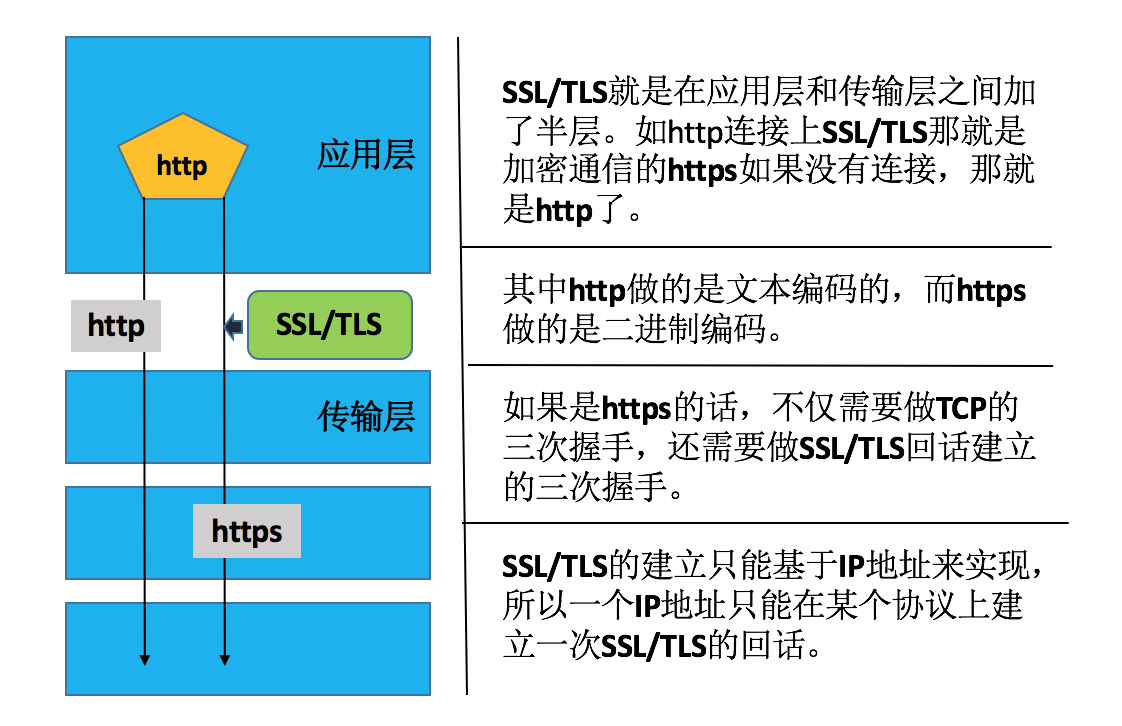 http
应用层
http
SSL/TLS
传输层
https
SSL/TLS就是在应用层和传输层之间加
了半层。如http连接上SSL/TLS那就是
加密通信的https如果没有连接，那就
是http了。
其中http做的是文本编码的，而https
做的是二进制编码。
如果是https的话，不仅需要做TCP的
三次握手，还需要做SSL/TLS回话建立
的三次握手。
SSL/TLS的建立只能基于IP地址来实现，
所以一个IP地址只能在某个协议上建
立一次SSL/TLS的回话。